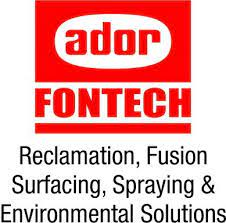 ador
FONTECH
Reclamation, Fusion
Surfacing, Spraying &
Environmental Solutions